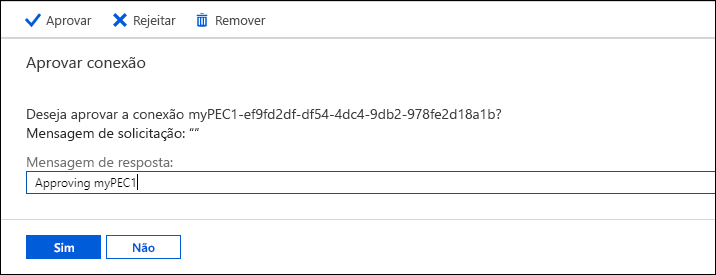 Aprovar Rejeitar Remover
Aprovar conexão
Deseja aprovar a conexão myPEC1-ef9fd2df-df54-4dc4-9db2-978fe2d18a1b?
Mensagem de solicitação: “”
Mensagem de resposta:
Approving myPEC1
Sim Não